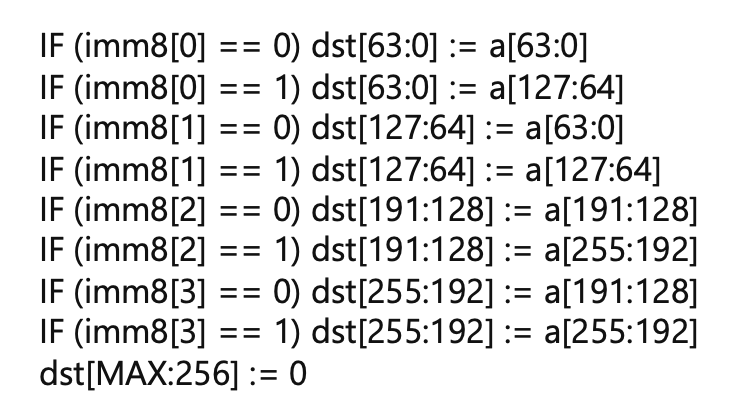 IF (imm8[0] == 0) dst[63:0] := a[63:0]
IF (imm8[0] == 1) dst[63:0] := a[127:64]
IF (imm8[1] == 0) dst[127:64] := a[63:0]
IF (imm8[1] == 1) dst[127:64] := a[127:64]
IF (imm8[2] == 0) dst[191:128] := a[191:128]
IF (imm8[2] == 1) dst[191:128] := a[255:192]
IF (imm8[3] == 0) dst[255:192] := a[191:128]
IF (imm8[3] == 1) dst[255:192] := a[255:192]
dst[MAX:256] := 0